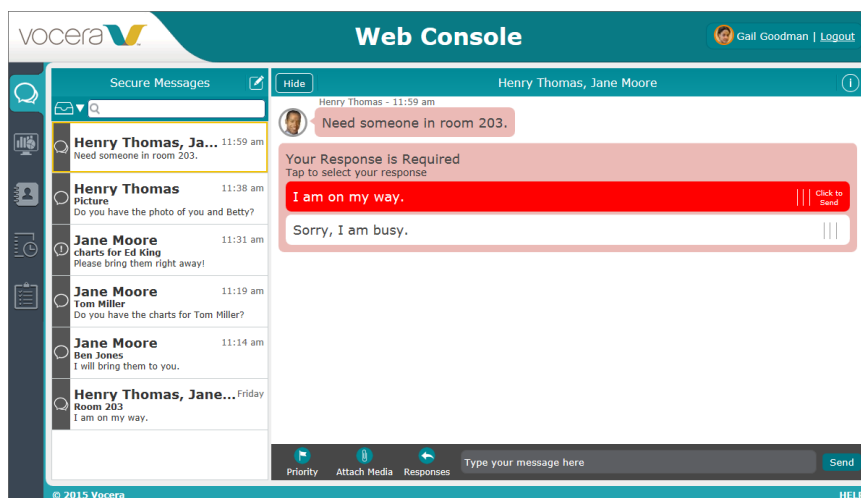 vocera
Web Console
Gail Goodman | Logout
Secure Messages
Henry Thomas, Ja... 11:59 am
Need someone in room 203.
Henry Thomas 11:38 am
Picture
Do you have the photo of you and Betty?
Jane Moore 11:31 am
charts for Ed King
Please bring them right away!
Jane Moore 11:19 am
Tom Miller
Do you have the charts for Tom Miller?
Jane Moore 11:14 am
Ben Jones
I will bring them to you.
Henry Thomas, Jane... Friday
Room 203
I am on my way.
Hide
Henry Thomas, Jane Moore
Henry Thomas - 11:59 am
Need someone in room 203.
Your Response is Required
Tap to select your response
I am on my way.
Click to
Send
Sorry, I am busy.
Priority
Attach Media
Responses
Type your message here
Send
© 2015 Vocera
HELP